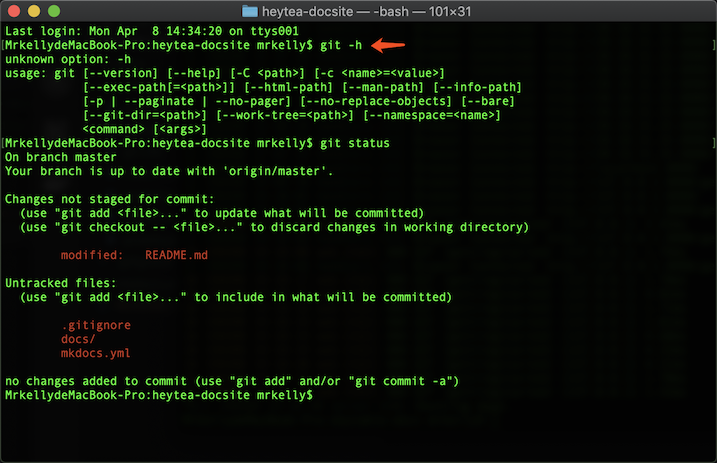 heytea-docsite — -bash — 101×31
Last login: Mon Apr  8 14:34:20 on ttys001
[MrkellydeMacBook-Pro:heytea-docsite mrkelly$ git -h ]
unknown option: -h
usage: git [--version] [--help] [-C <path>] [-c <name>=<value>]
           [--exec-path[=<path>]] [--html-path] [--man-path] [--info-path]
           [-p | --paginate | --no-pager] [--no-replace-objects] [--bare]
           [--git-dir=<path>] [--work-tree=<path>] [--namespace=<name>]
           <command> [<args>]
[MrkellydeMacBook-Pro:heytea-docsite mrkelly$ git status ]
On branch master
Your branch is up to date with 'origin/master'.

Changes not staged for commit:
  (use "git add <file>..." to update what will be committed)
  (use "git checkout -- <file>..." to discard changes in working directory)

        modified:   README.md

Untracked files:
  (use "git add <file>..." to include in what will be committed)

        .gitignore
        docs/
        mkdocs.yml

no changes added to commit (use "git add" and/or "git commit -a")
MrkellydeMacBook-Pro:heytea-docsite mrkelly$